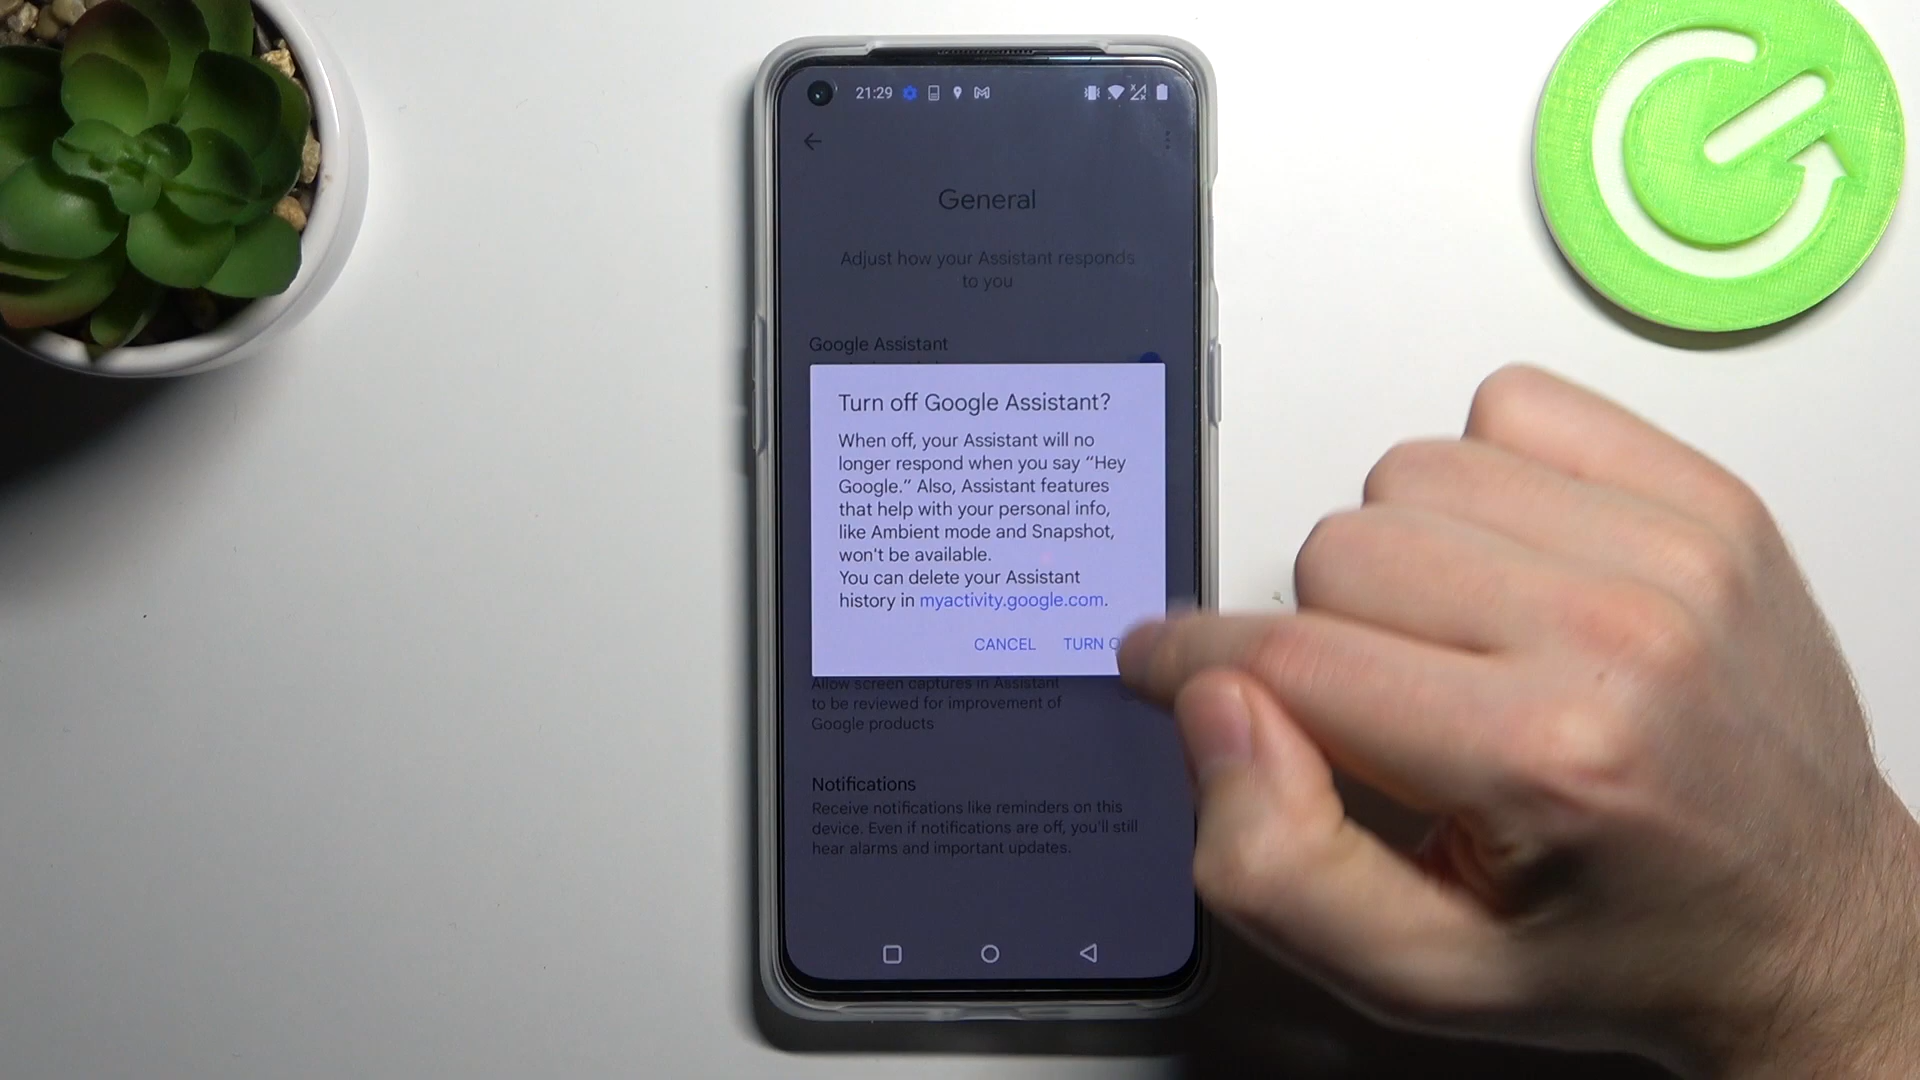 21:29
General
Adjust how your Assistant responds
to you
Google Assistant
Turn off Google Assistant?
When off, your Assistant will no
longer respond when you say “Hey
Google.” Also, Assistant features
that help with your personal info,
like Ambient mode and Snapshot,
won't be available.
You can delete your Assistant
history in myactivity.google.com.
CANCEL TURN
Allow screen captures in Assistant
to be reviewed for improvement of
Google products
Notifications
Receive notifications like reminders on this
device. Even if notifications are off, you'll still
hear alarms and important updates.